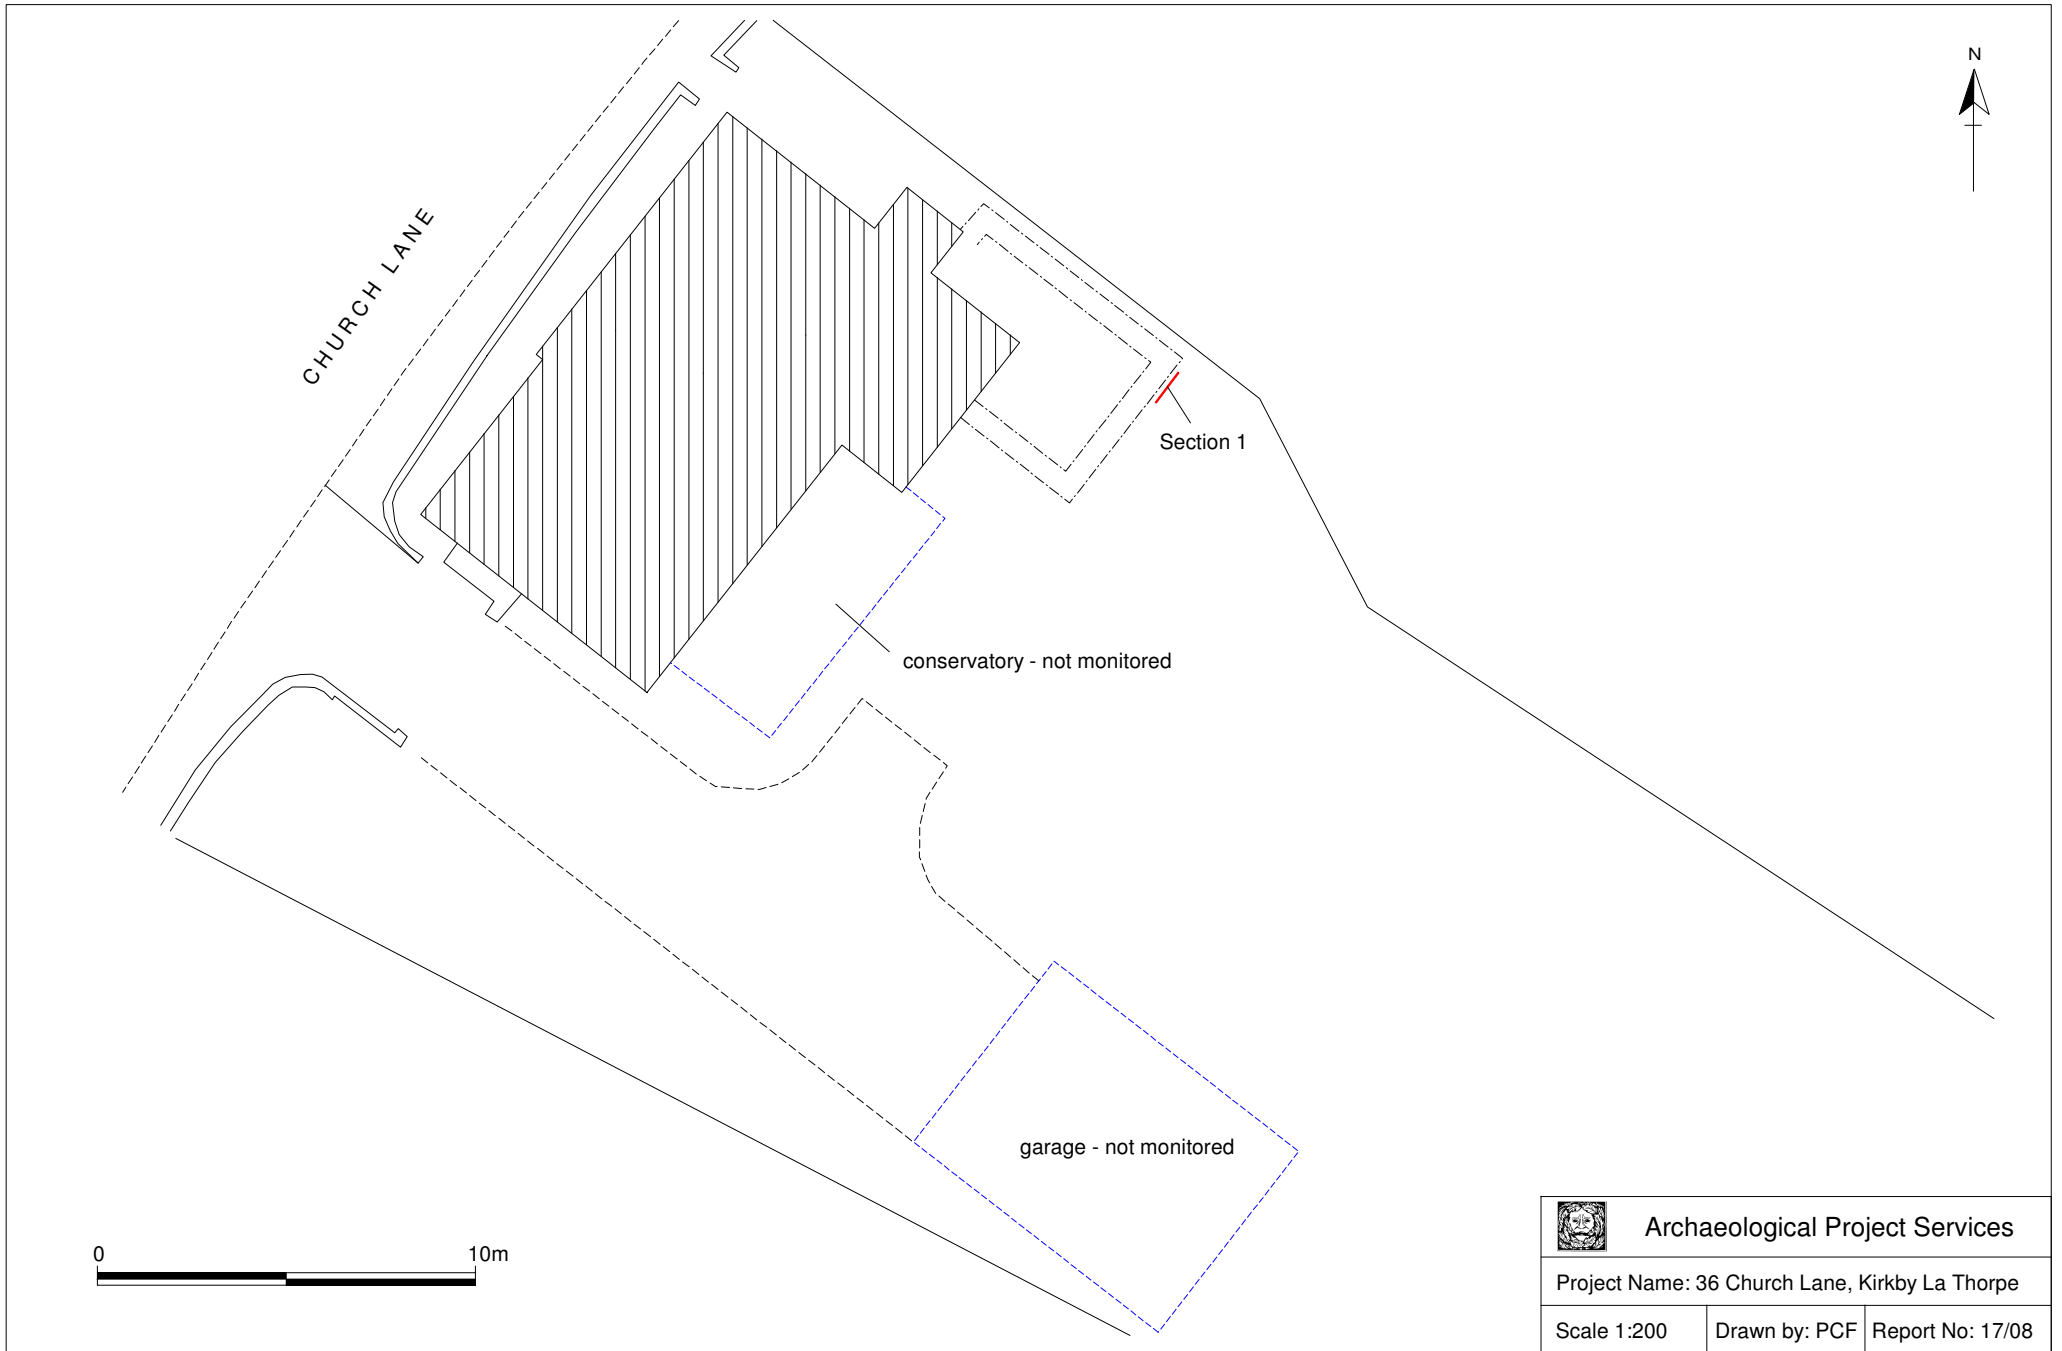 N
CHURCH LANE
Section 1
conservatory - not monitored
garage - not monitored
0 10m
Archaeological Project Services
Project Name: 36 Church Lane, Kirkby La Thorpe
Scale 1:200 Drawn by: PCF Report No: 17/08